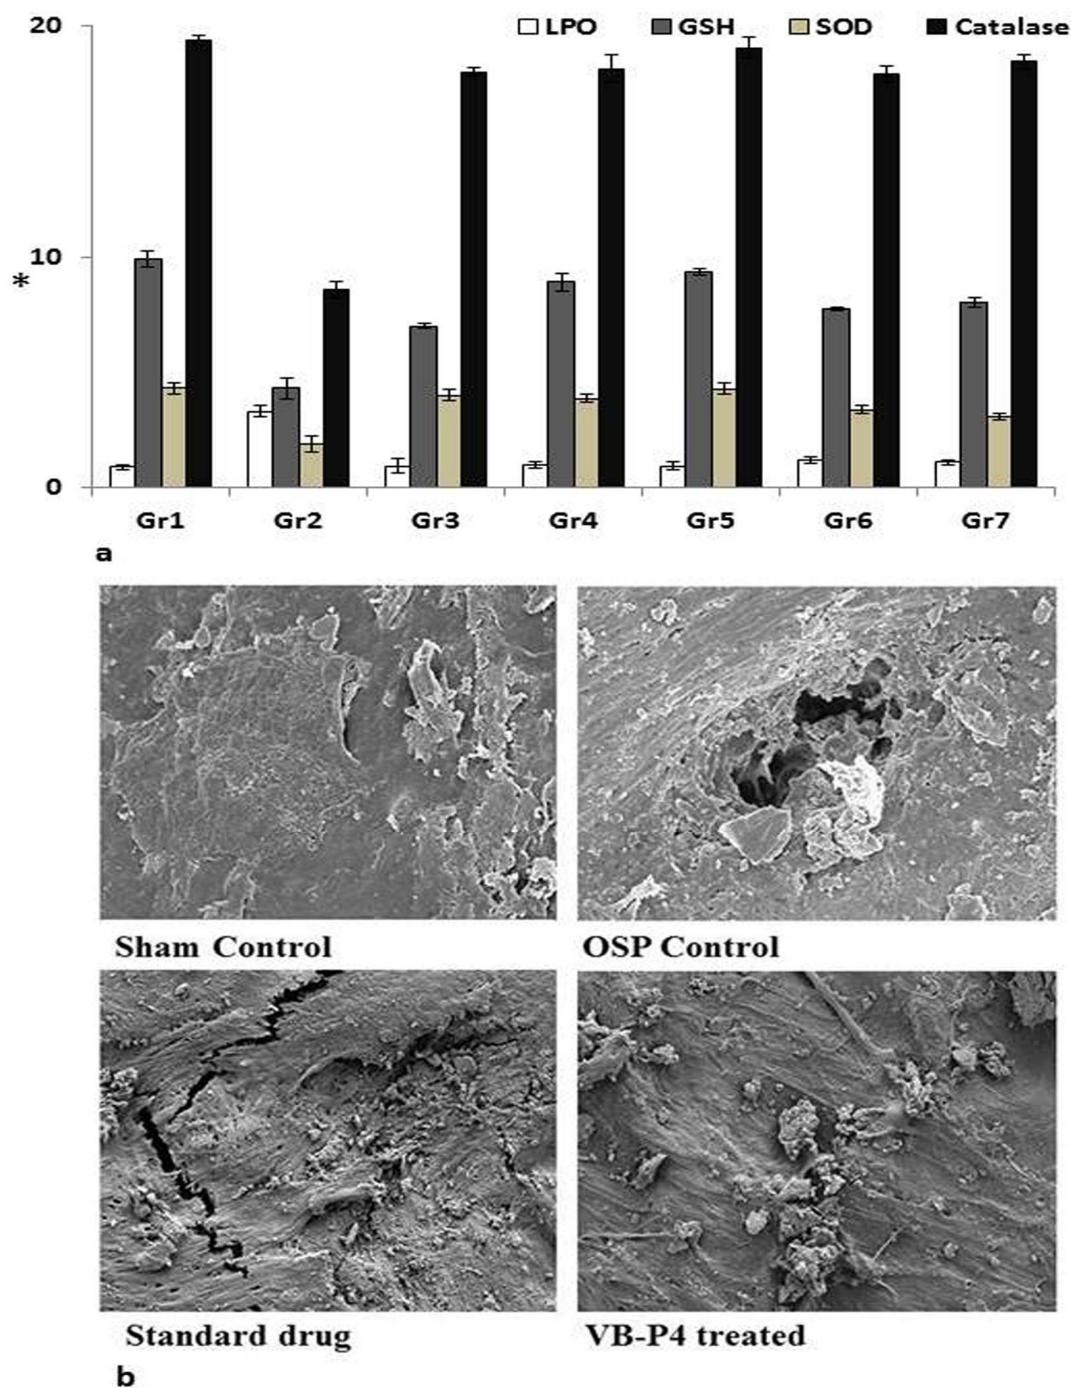 20
LPO GSH SOD Catalase
10
*
0
Gr1 Gr2 Gr3 Gr4 Gr5 Gr6 Gr7
a
Sham Control OSP Control
Standard drug VB-P4 treated
b